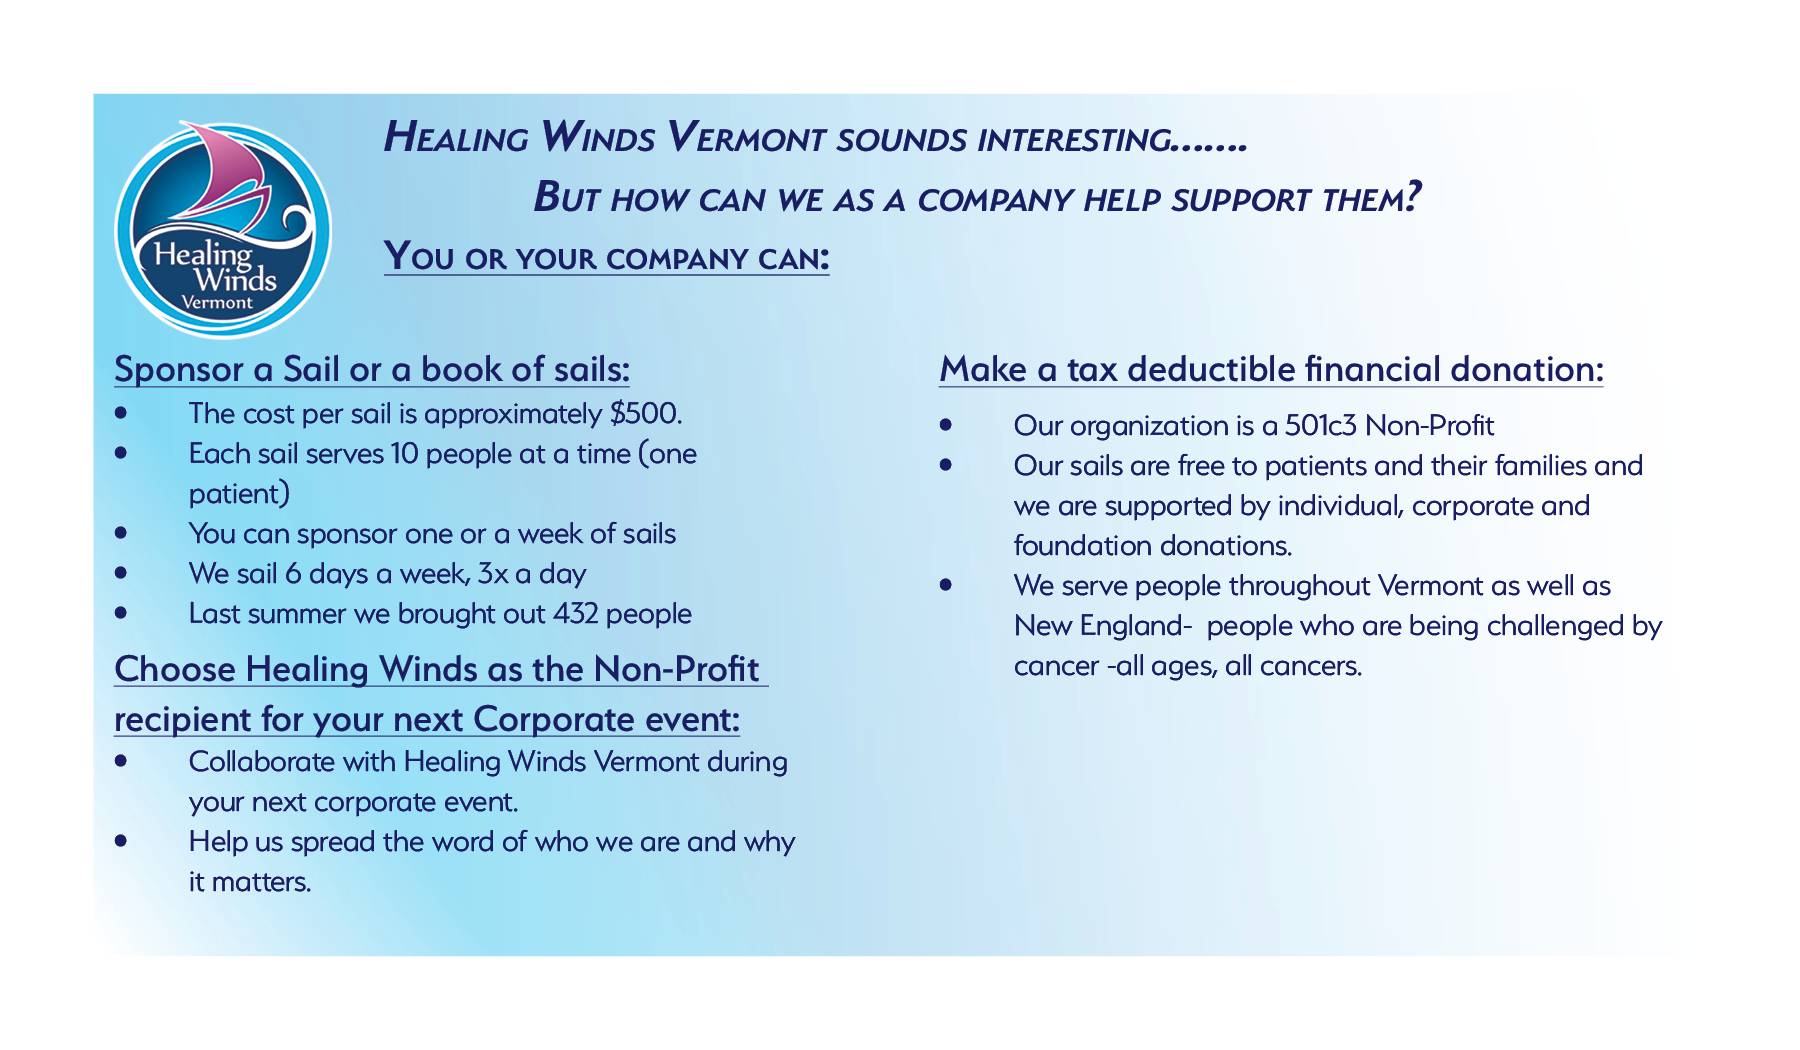 Healing
Winds
Vermont
HEALING WINDS VERMONT SOUNDS INTERESTING.......
BUT HOW CAN WE AS A COMPANY HELP SUPPORT THEM?
YOU OR YOUR COMPANY CAN:
Sponsor a Sail or a book of sails:
• The cost per sail is approximately $500.
• Each sail serves 10 people at a time (one
patient)
• You can sponsor one or a week of sails
• We sail 6 days a week, 3x a day
• Last summer we brought out 432 people
Choose Healing Winds as the Non-Profit
recipient for your next Corporate event:
• Collaborate with Healing Winds Vermont during
your next corporate event.
• Help us spread the word of who we are and why
it matters.
Make a tax deductible financial donation:
• Our organization is a 501c3 Non-Profit
• Our sails are free to patients and their families and
we are supported by individual, corporate and
foundation donations.
• We serve people throughout Vermont as well as
New England-  people who are being challenged by
cancer -all ages, all cancers.